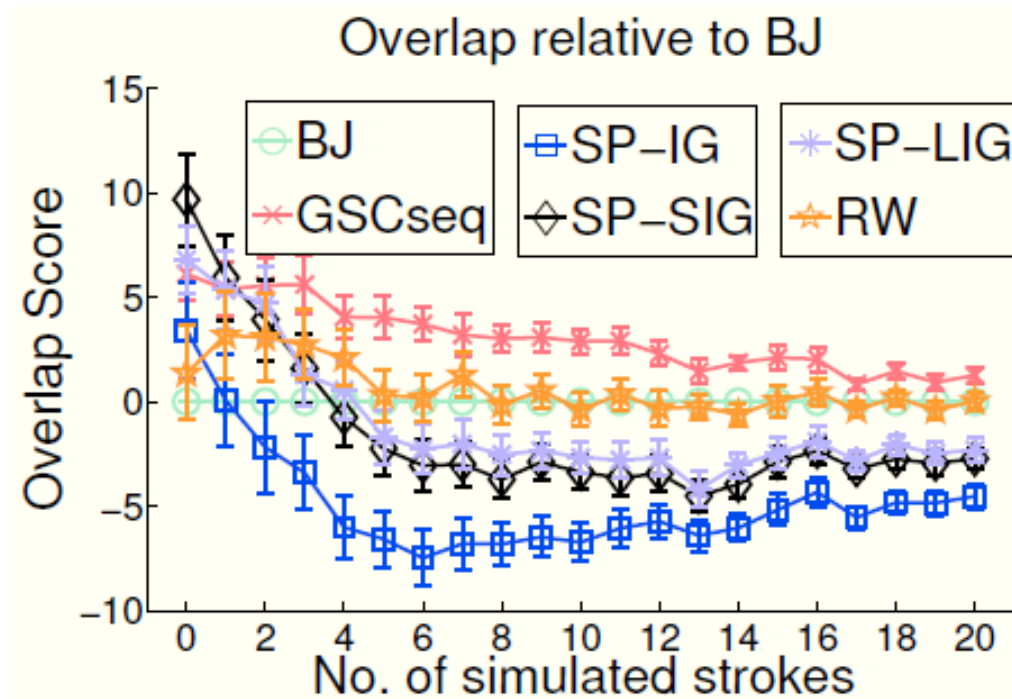 Overlap relative to BJ
15
10
5
0
−5
−10
Overlap Score
BJ
GSCseq
SP−IG
SP−SIG
SP−LIG
RW
0 2 4 6 8 10 12 14 16 18 20
No. of simulated strokes